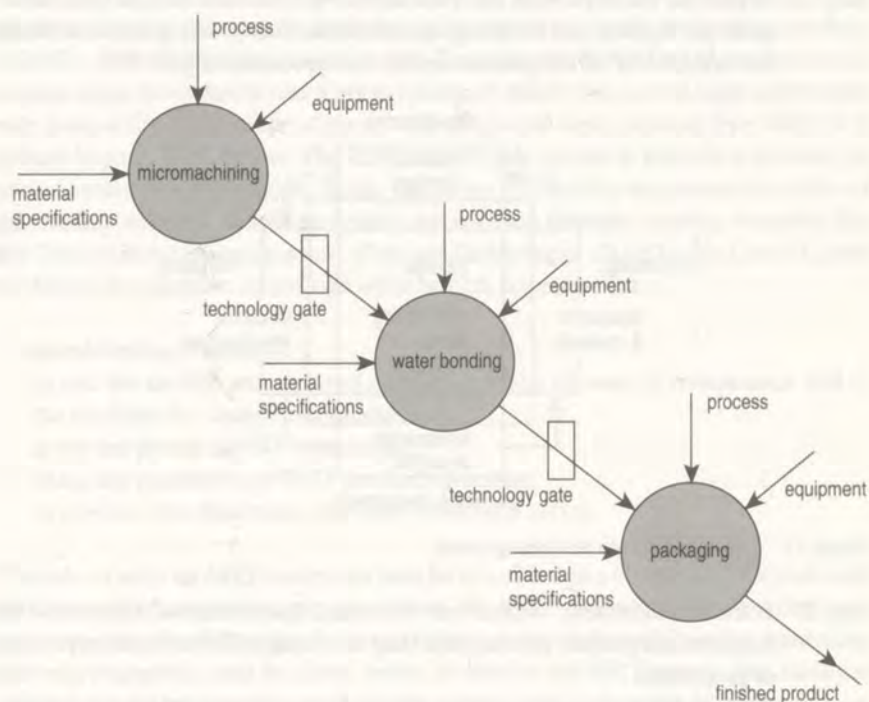 process
equipment
micromachining
material
specifications
process
technology gate
equipment
water bonding
material
specifications
process
technology gate
equipment
packaging
material
specifications
finished product